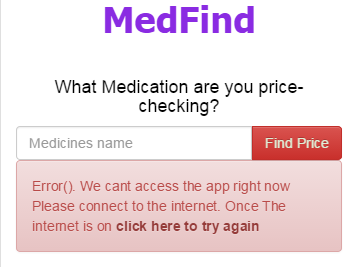 MedFind
What Medication are you price-
checking?
Medicines name
Find Price
Error(). We cant access the app right now
Please connect to the internet. Once The
internet is on click here to try again